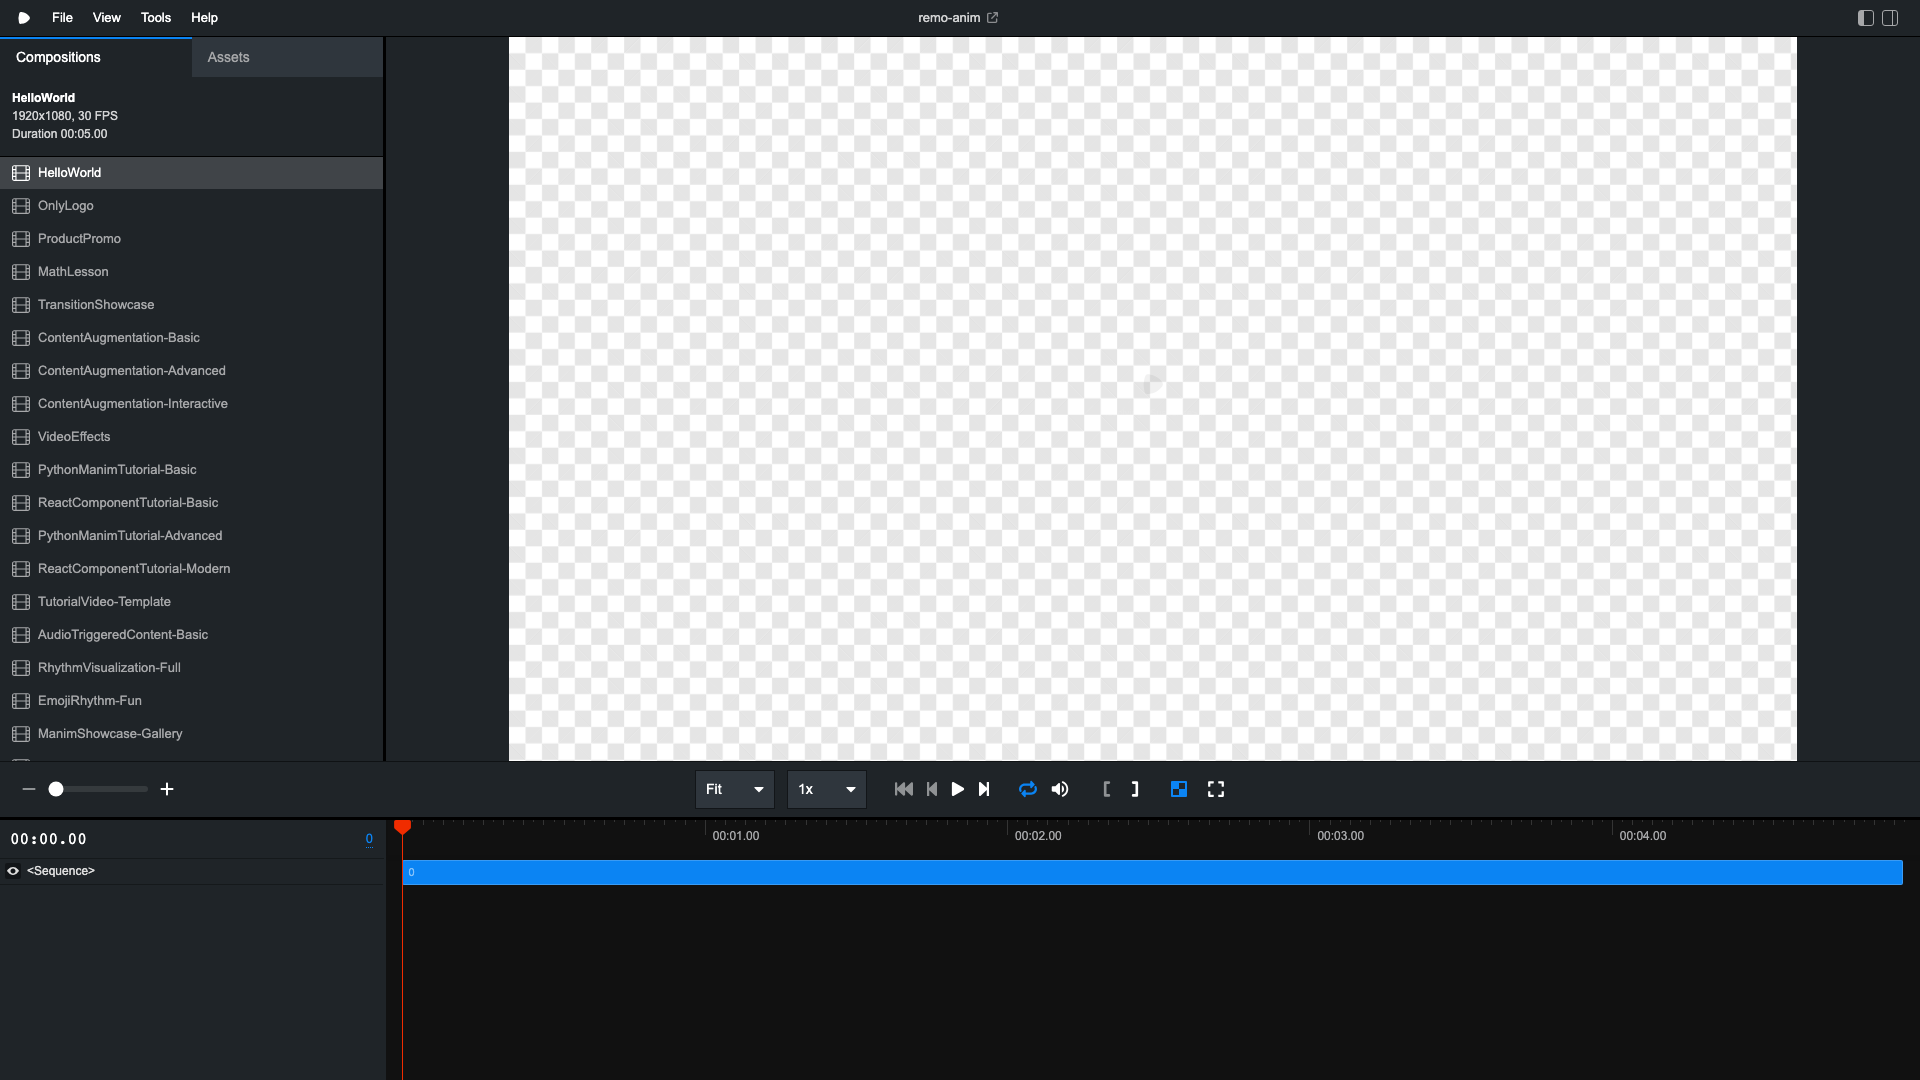 File View Tools Help
remo-anim
Compositions Assets
HelloWorld
1920x1080, 30 FPS
Duration 00:05.00
HelloWorld
OnlyLogo
ProductPromo
MathLesson
TransitionShowcase
ContentAugmentation-Basic
ContentAugmentation-Advanced
ContentAugmentation-Interactive
VideoEffects
PythonManimTutorial-Basic
ReactComponentTutorial-Basic
PythonManimTutorial-Advanced
ReactComponentTutorial-Modern
TutorialVideo-Template
AudioTriggeredContent-Basic
RhythmVisualization-Full
EmojiRhythm-Fun
ManimShowcase-Gallery
Fit 1x
00:00.00 0
00:01.00 00:02.00 00:03.00 00:04.00
<Sequence>
0